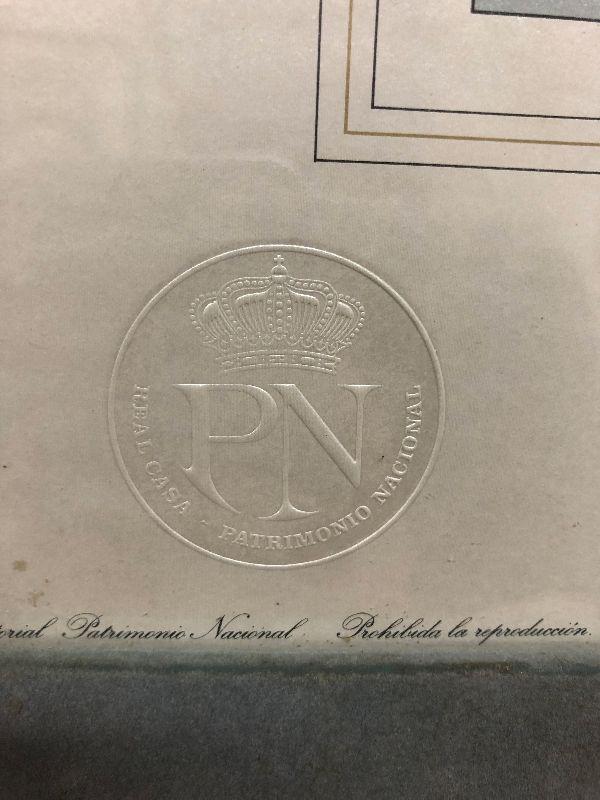 PN
REAL CASA - PATRIMONIO NACIONAL
Patrimonio Nacional Prohibida la reproducción.